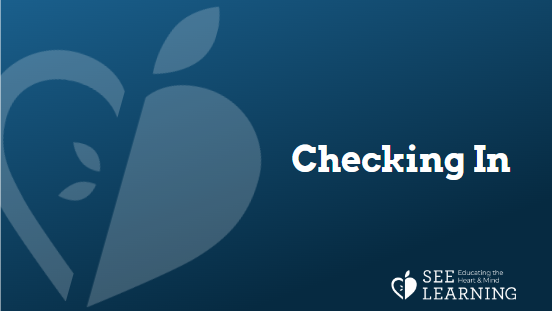 Checking In
SEE Educating the
Heart & Mind
LEARNING